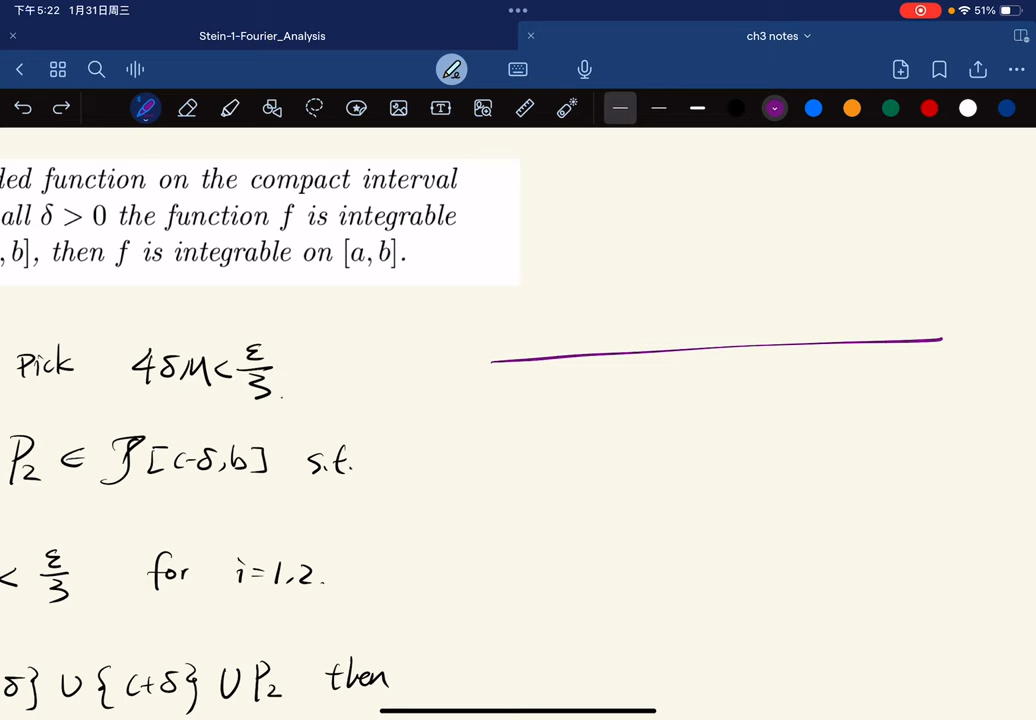 下午5:22 1月31日周三
51%
Stein-1-Fourier_Analysis
ch3 notes
ded function on the compact interval
all δ > 0 the function f is integrable
, b], then f is integrable on [a, b].
Pick 4δM < ε/3.
P₂ ∈ 𝒫[c-δ, b] s.t.
< ε/3 for i=1,2.
δ} ∪ {c+δ} ∪ P₂ then